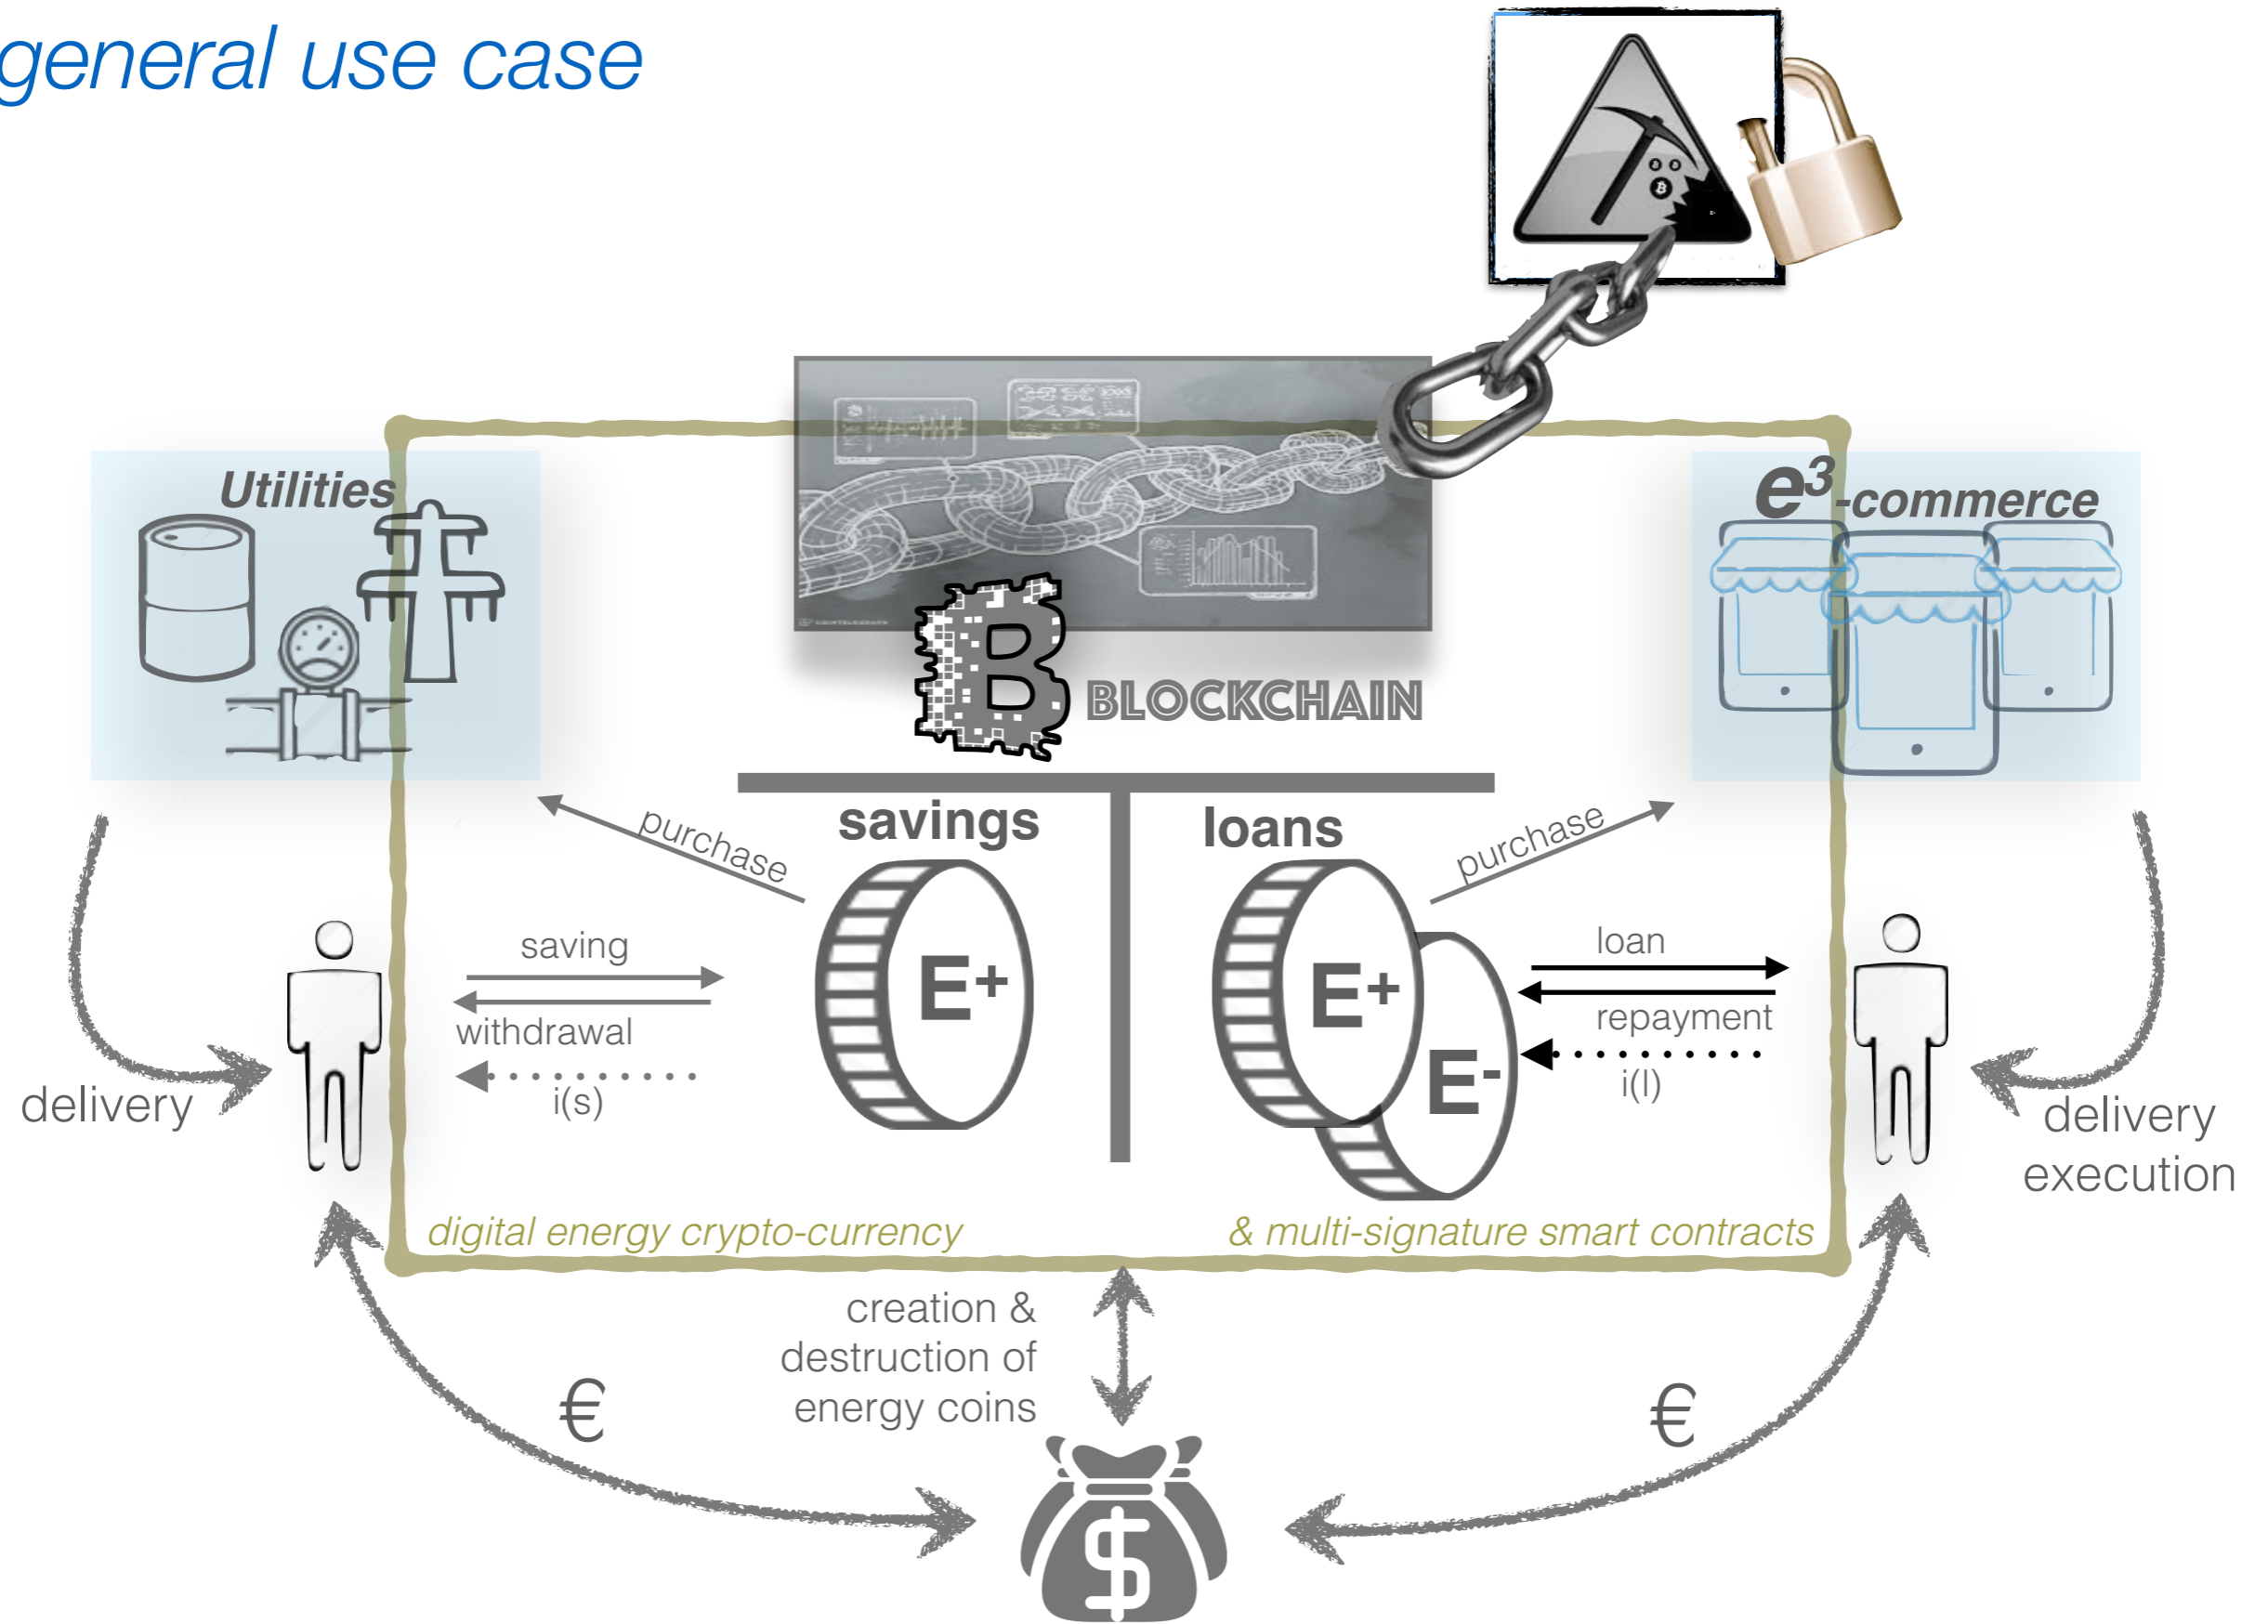 general use case
Utilities
e³-commerce
BLOCKCHAIN
savings
loans
purchase
purchase
saving
withdrawal
i(s)
E+
E+
E-
loan
repayment
i(l)
delivery
delivery
execution
digital energy crypto-currency
& multi-signature smart contracts
creation &
destruction of
energy coins
€
€
$